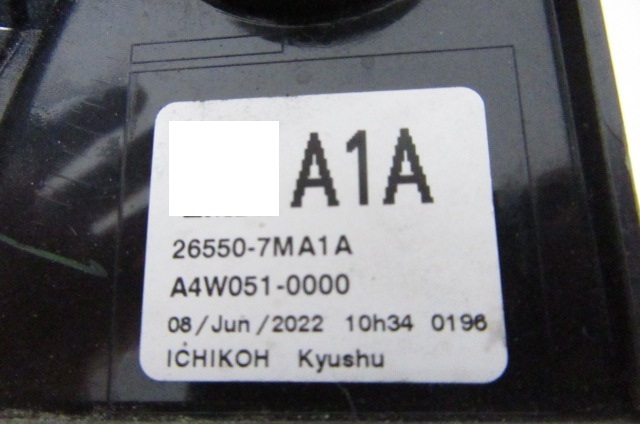 A1A
26550-7MA1A
A4W051-0000
08/Jun/2022 10h34 0196
ICHIKOH Kyushu